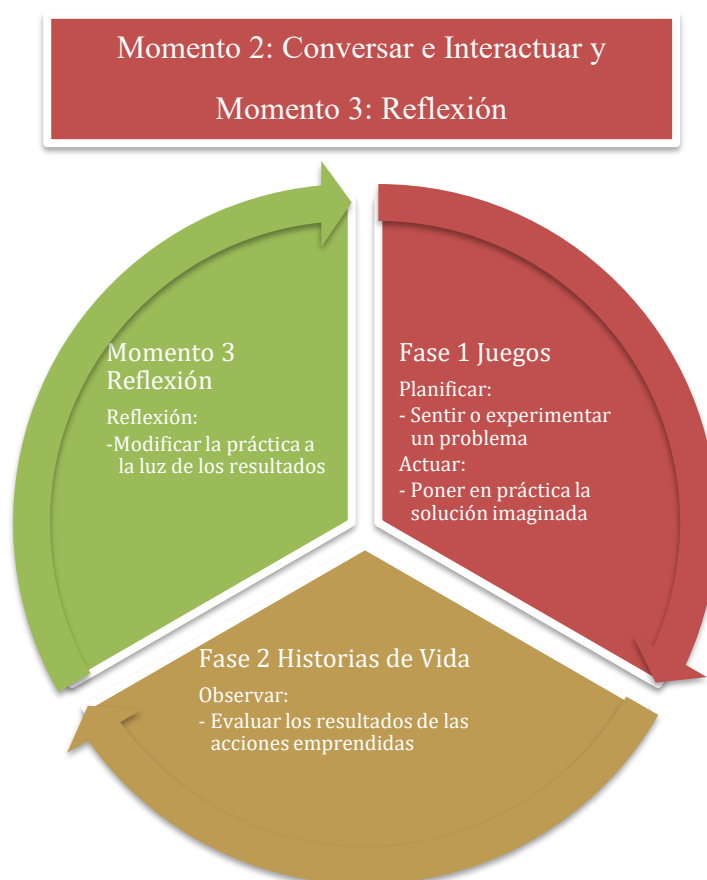 Momento 2: Conversar e Interactuar y
Momento 3: Reflexión
Fase 1 Juegos
Planificar:
- Sentir o experimentar
un problema
Actuar:
- Poner en práctica la
solución imaginada
Fase 2 Historias de Vida
Observar:
- Evaluar los resultados de las
acciones emprendidas
Momento 3
Reflexión
Reflexión:
-Modificar la práctica a
la luz de los resultados